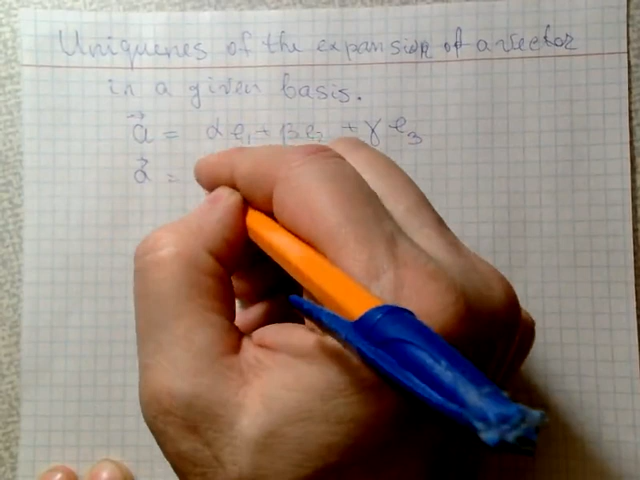 Uniquenes of the expansion of a vector
in a given basis.
a⃗ = αe₁ + βe₂ + γe₃
a⃗ =